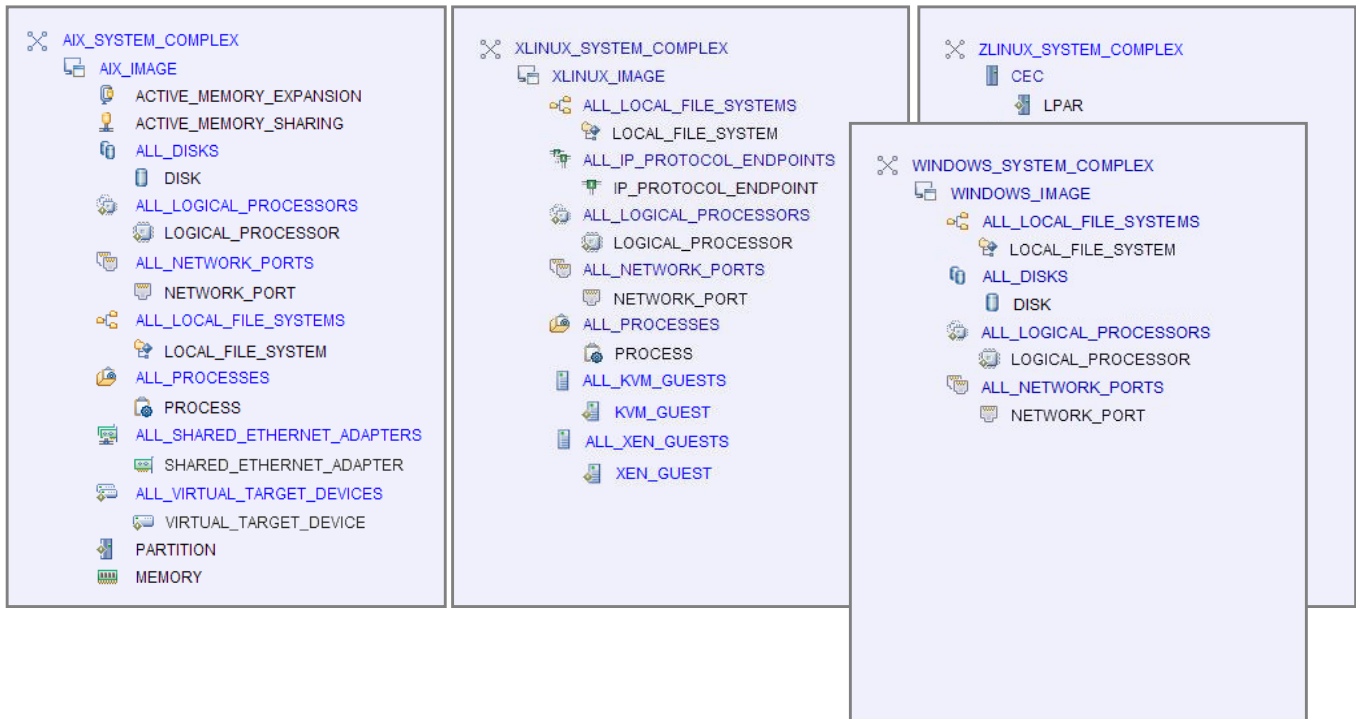 AIX_SYSTEM_COMPLEX
AIX_IMAGE
ACTIVE_MEMORY_EXPANSION
ACTIVE_MEMORY_SHARING
ALL_DISKS
DISK
ALL_LOGICAL_PROCESSORS
LOGICAL_PROCESSOR
ALL_NETWORK_PORTS
NETWORK_PORT
ALL_LOCAL_FILE_SYSTEMS
LOCAL_FILE_SYSTEM
ALL_PROCESSES
PROCESS
ALL_SHARED_ETHERNET_ADAPTERS
SHARED_ETHERNET_ADAPTER
ALL_VIRTUAL_TARGET_DEVICES
VIRTUAL_TARGET_DEVICE
PARTITION
MEMORY
XLINUX_SYSTEM_COMPLEX
XLINUX_IMAGE
ALL_LOCAL_FILE_SYSTEMS
LOCAL_FILE_SYSTEM
ALL_IP_PROTOCOL_ENDPOINTS
IP_PROTOCOL_ENDPOINT
ALL_LOGICAL_PROCESSORS
LOGICAL_PROCESSOR
ALL_NETWORK_PORTS
NETWORK_PORT
ALL_PROCESSES
PROCESS
ALL_KVM_GUESTS
KVM_GUEST
ALL_XEN_GUESTS
XEN_GUEST
ZLINUX_SYSTEM_COMPLEX
CEC
LPAR
WINDOWS_SYSTEM_COMPLEX
WINDOWS_IMAGE
ALL_LOCAL_FILE_SYSTEMS
LOCAL_FILE_SYSTEM
ALL_DISKS
DISK
ALL_LOGICAL_PROCESSORS
LOGICAL_PROCESSOR
ALL_NETWORK_PORTS
NETWORK_PORT